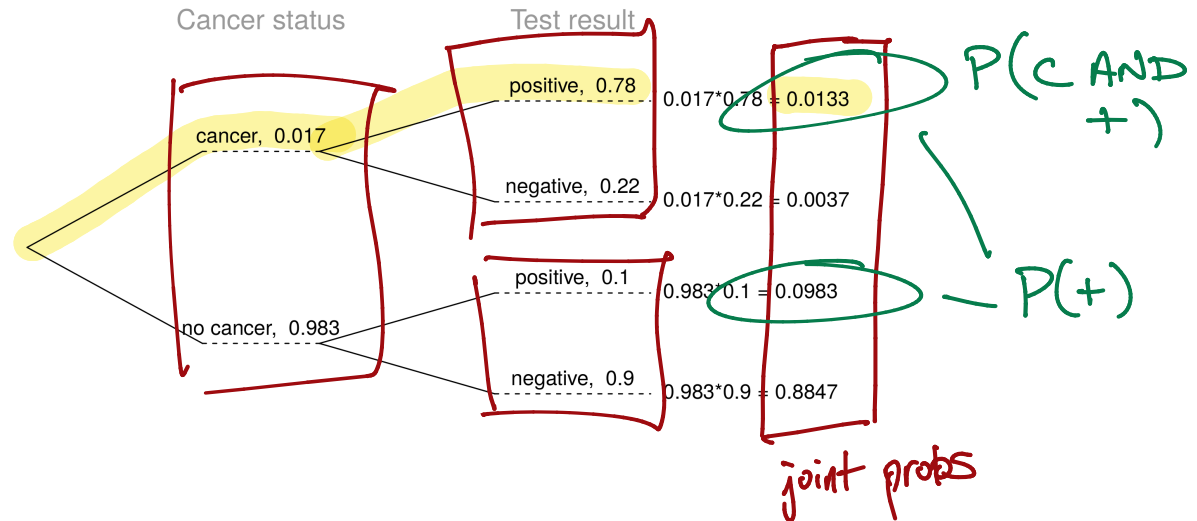 Cancer status
Test result
positive, 0.78
0.017*0.78 = 0.0133
P(C AND
+)
cancer, 0.017
negative, 0.22
0.017*0.22 = 0.0037
positive, 0.1
0.983*0.1 = 0.0983
P(+)
no cancer, 0.983
negative, 0.9
0.983*0.9 = 0.8847
joint probs